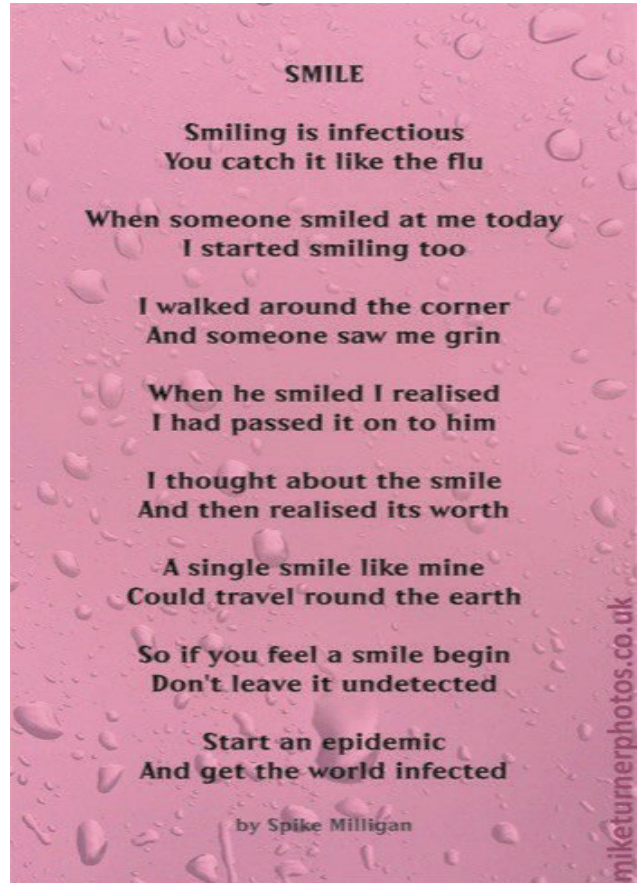 SMILE
Smiling is infectious
You catch it like the flu
When someone smiled at me today
I started smiling too
I walked around the corner
And someone saw me grin
When he smiled I realised
I had passed it on to him
I thought about the smile
And then realised its worth
A single smile like mine
Could travel round the earth
So if you feel a smile begin
Don't leave it undetected
Start an epidemic
And get the world infected
by Spike Milligan
miketurnerphotos.co.uk